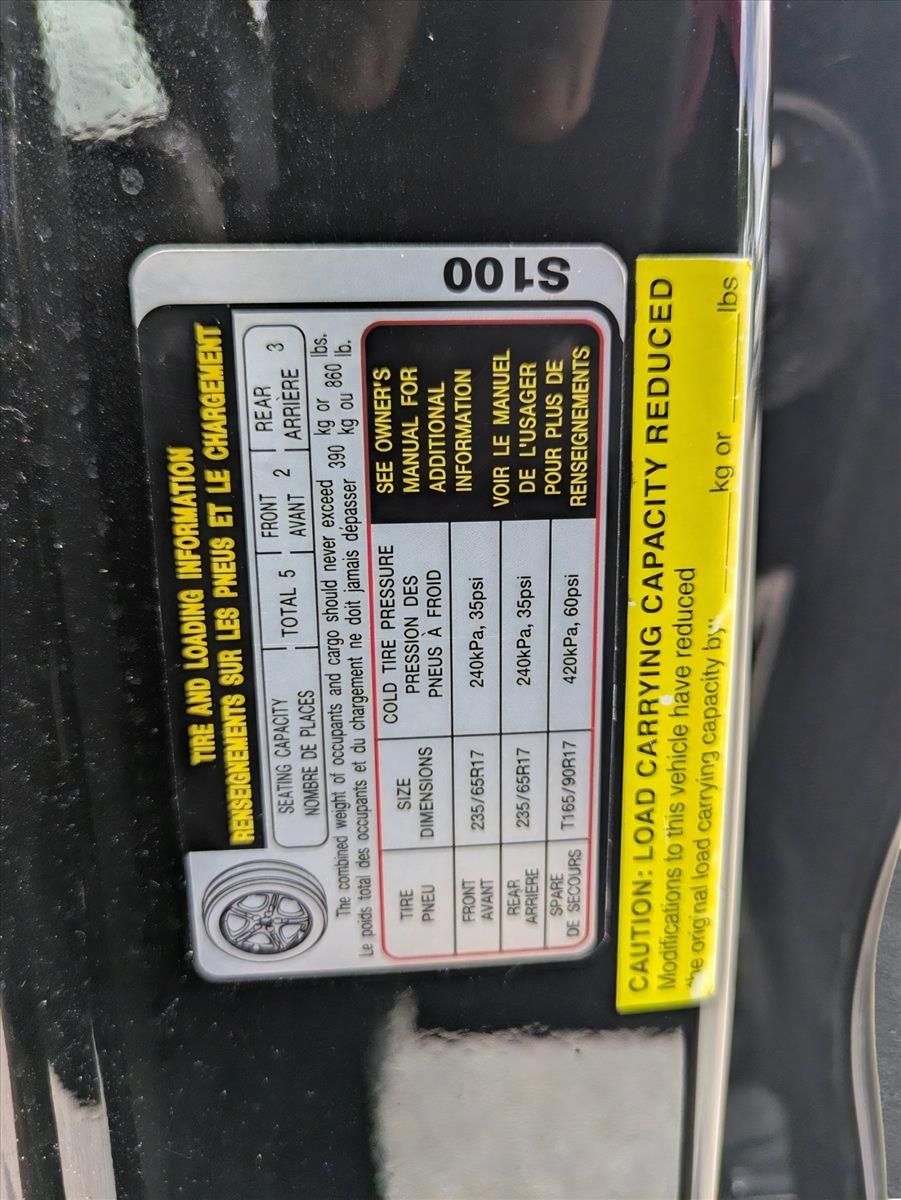 TIRE AND LOADING INFORMATION
RENSEIGNEMENTS SUR LES PNEUS ET LE CHARGEMENT
SEATING CAPACITY
NOMBRE DE PLACES
TOTAL 5
FRONT
AVANT 2
REAR
ARRIÈRE 3
The combined weight of occupants and cargo should never exceed 390 kg or 860 lbs.
Le poids total des occupants et du chargement ne doit jamais dépasser 390 kg ou 860 lb.
TIRE
PNEU
SIZE
DIMENSIONS
COLD TIRE PRESSURE
PRESSION DES
PNEUS À FROID
FRONT
AVANT
235/65R17
240kPa, 35psi
REAR
ARRIÈRE
235/65R17
240kPa, 35psi
SPARE
DE SECOURS
T165/90R17
420kPa, 60psi
SEE OWNER'S
MANUAL FOR
ADDITIONAL
INFORMATION
VOIR LE MANUEL
DE L'USAGER
POUR PLUS DE
RENSEIGNEMENTS
S100
CAUTION: LOAD CARRYING CAPACITY REDUCED
Modifications to this vehicle have reduced
the original load carrying capacity by ______ kg or ______ lbs